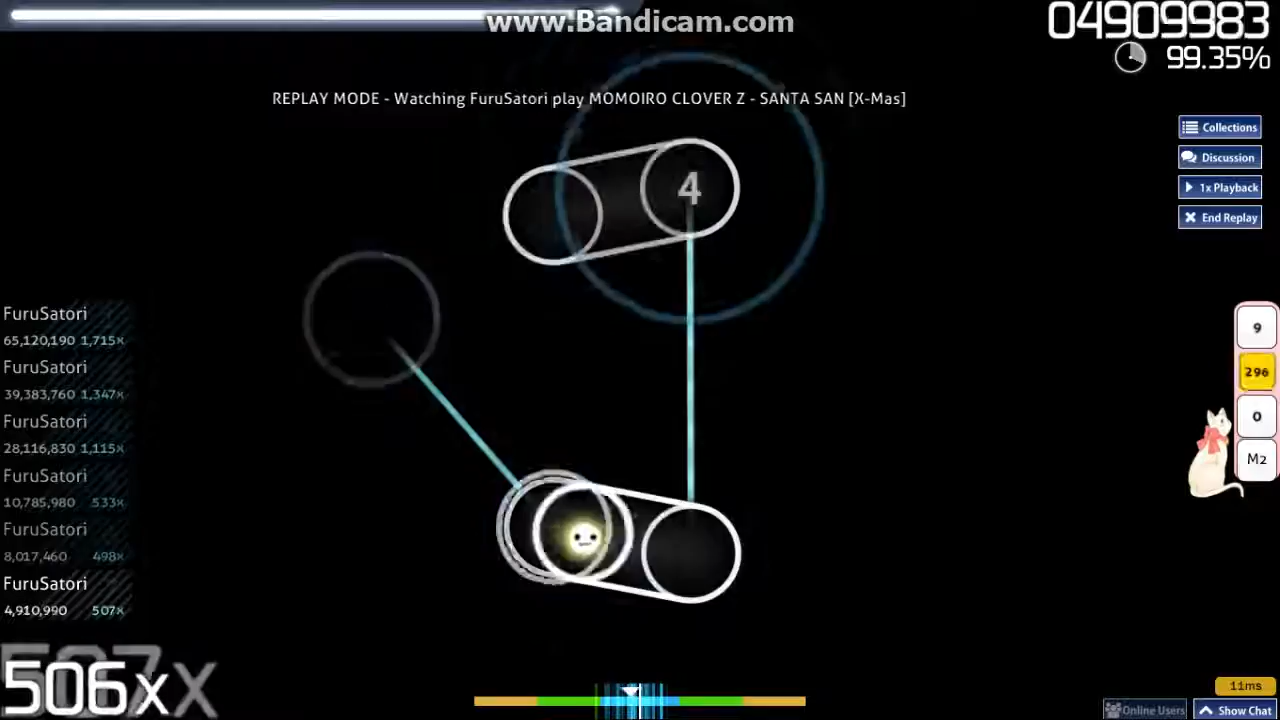 www.Bandicam.com
04909983
99.35%
REPLAY MODE - Watching FuruSatori play MOMOIRO CLOVER Z - SANTA SAN [X-Mas]
Collections
Discussion
1x Playback
End Replay
4
FuruSatori
65,120,190 1,715x
FuruSatori
39,383,760 1,347x
FuruSatori
28,116,830 1,115x
FuruSatori
10,785,980 533x
FuruSatori
8,017,460 498x
FuruSatori
4,910,990 507x
9
296
0
M2
506x
507x
11ms
Online Users
Show Chat